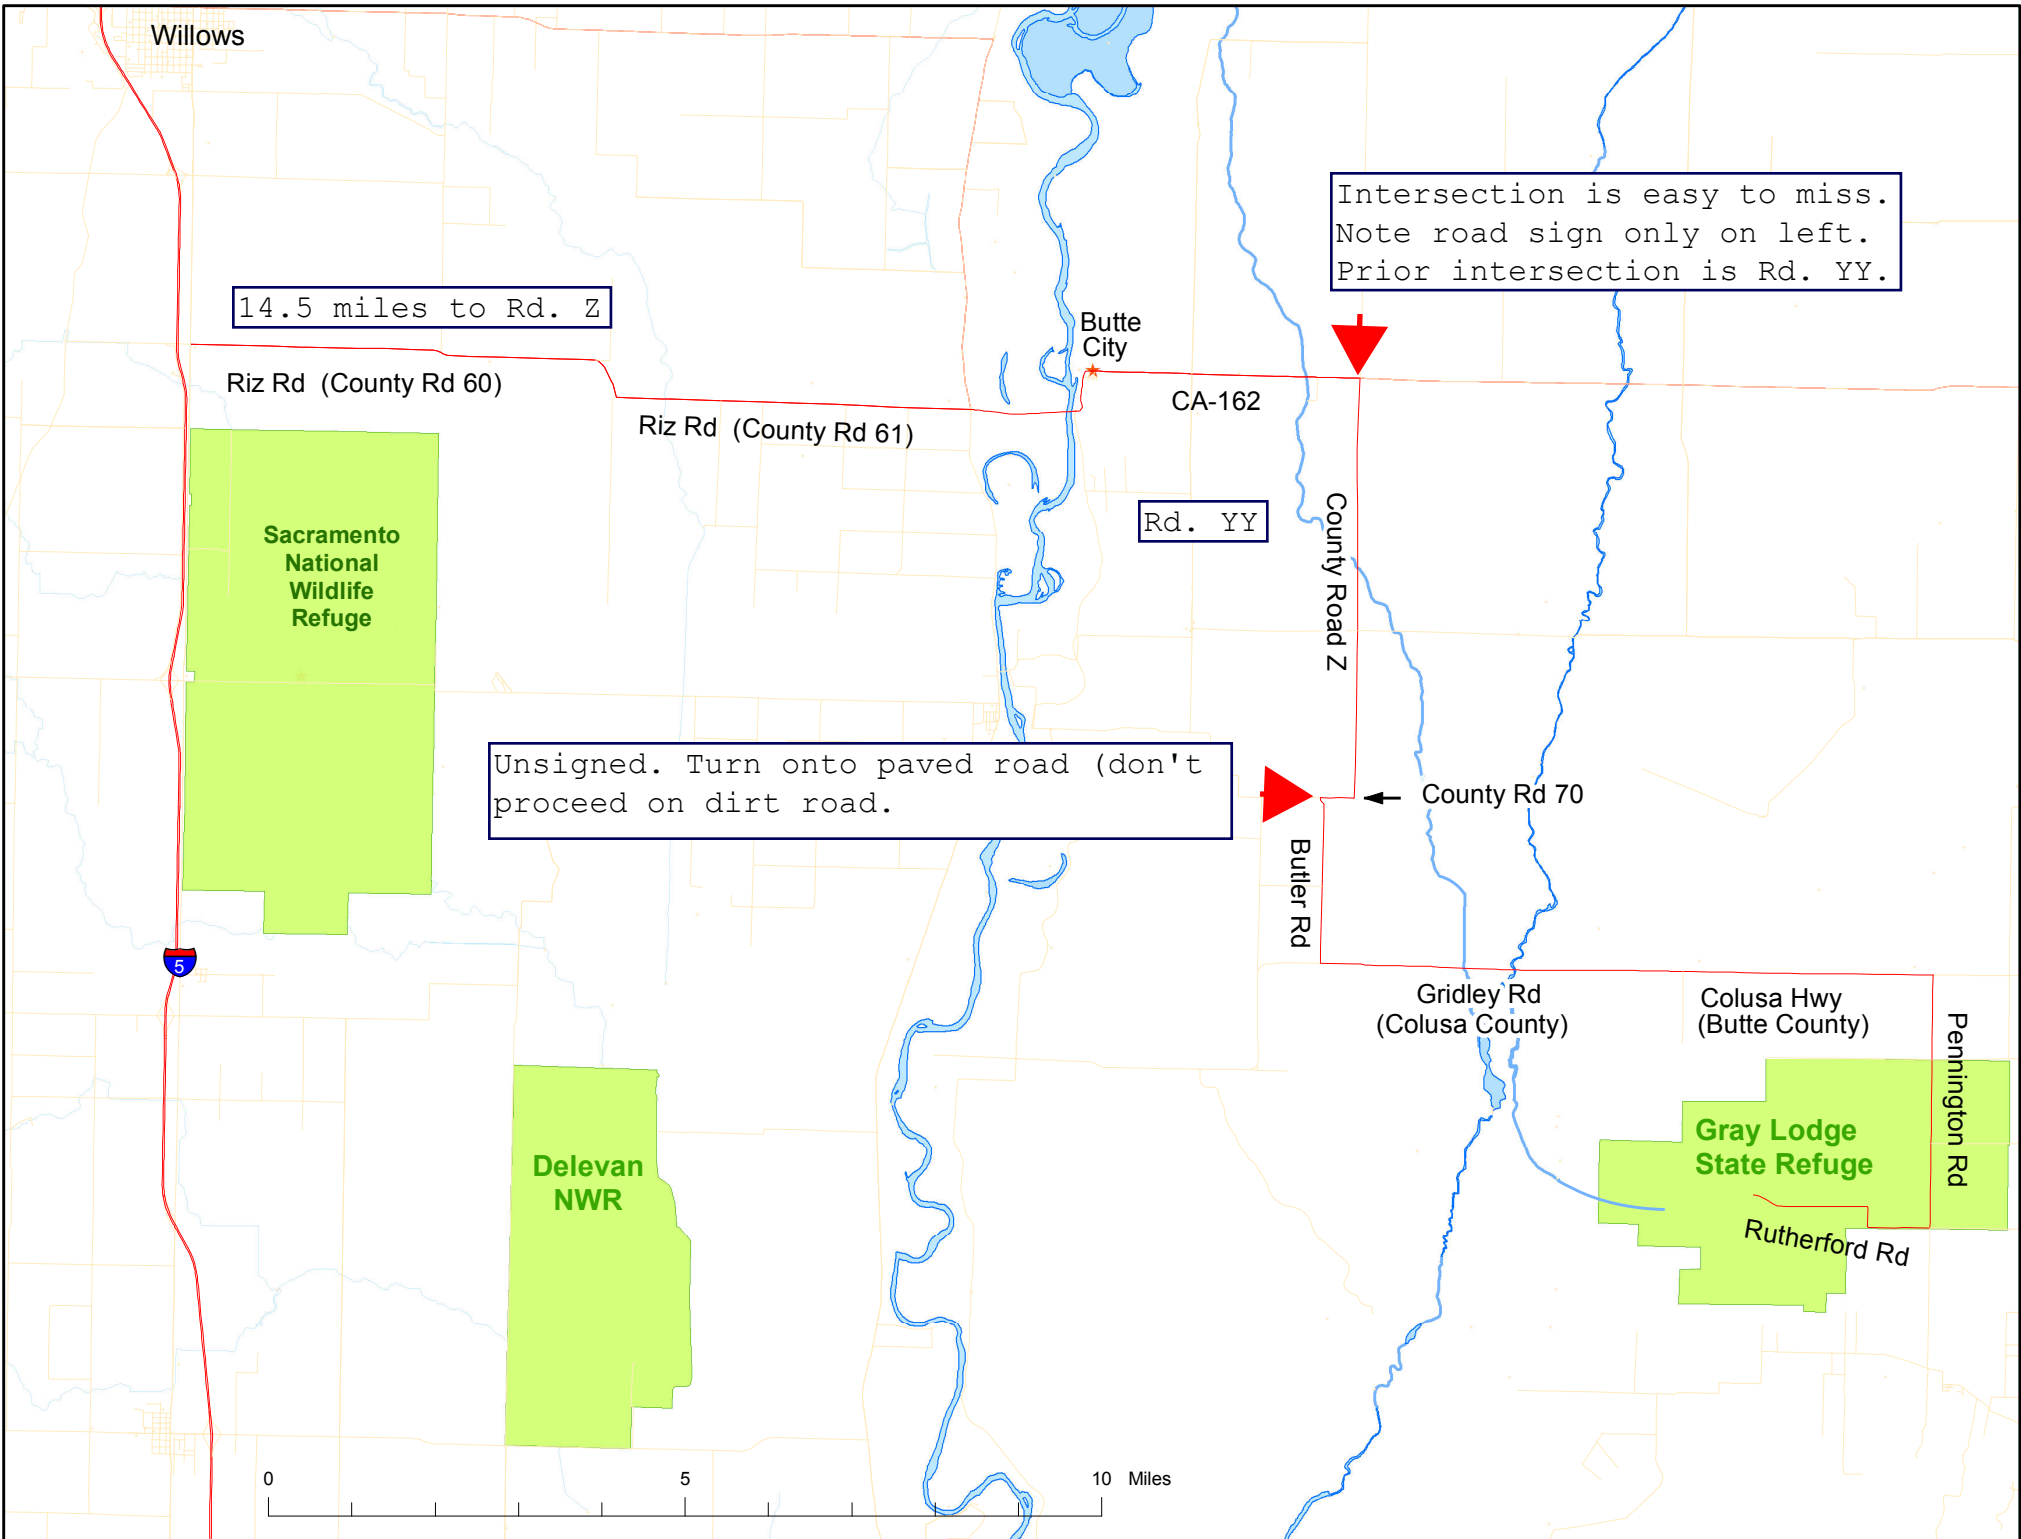 Willows
Intersection is easy to miss.
Note road sign only on left.
Prior intersection is Rd. YY.
14.5 miles to Rd. Z
Butte
City
Riz Rd (County Rd 60)
CA-162
Riz Rd (County Rd 61)
Rd. YY
County Road Z
Sacramento
National
Wildlife
Refuge
Unsigned. Turn onto paved road (don't
proceed on dirt road.
County Rd 70
Butler Rd
5
Gridley Rd
(Colusa County)
Colusa Hwy
(Butte County)
Pennington Rd
Gray Lodge
State Refuge
Delevan
NWR
Rutherford Rd
0 5 10 Miles